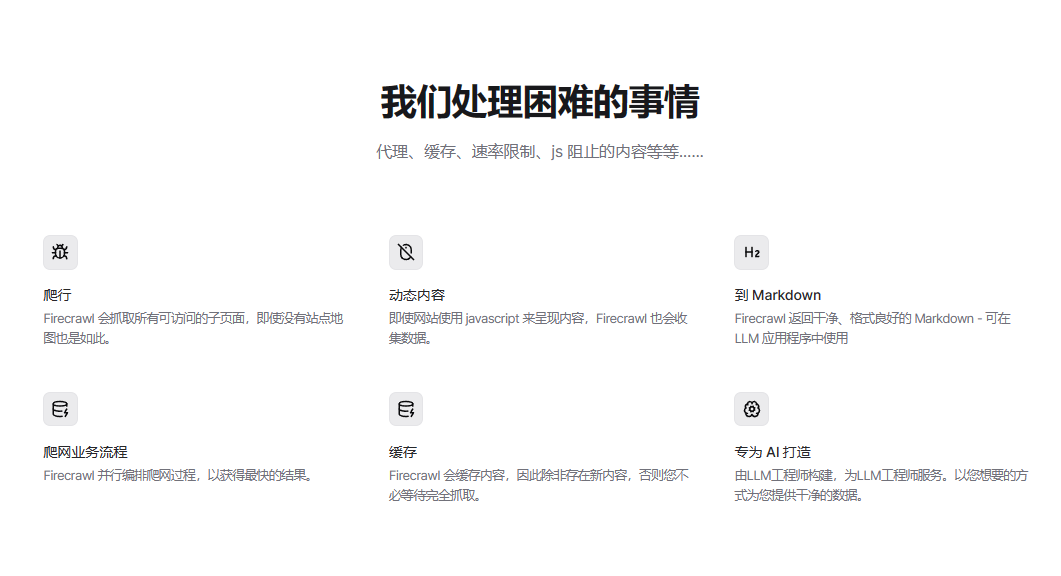 我们处理困难的事情
代理、缓存、速率限制、js 阻止的内容等等......
爬行
Firecrawl 会抓取所有可访问的子页面，即使没有站点地
图也是如此。
动态内容
即使网站使用 javascript 来呈现内容，Firecrawl 也会收
集数据。
H2
到 Markdown
Firecrawl 返回干净、格式良好的 Markdown - 可在
LLM 应用程序中使用
爬网业务流程
Firecrawl 并行编排爬网过程，以获得最快的结果。
缓存
Firecrawl 会缓存内容，因此除非存在新内容，否则您不
必等待完全抓取。
专为 AI 打造
由LLM工程师构建，为LLM工程师服务。以您想要的方
式为您提供干净的数据。